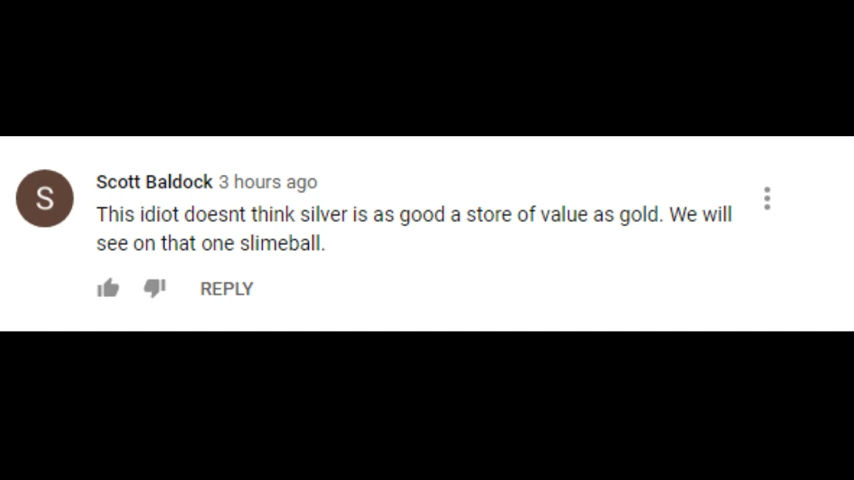 S
Scott Baldock 3 hours ago
This idiot doesnt think silver is as good a store of value as gold. We will
see on that one slimeball.
REPLY